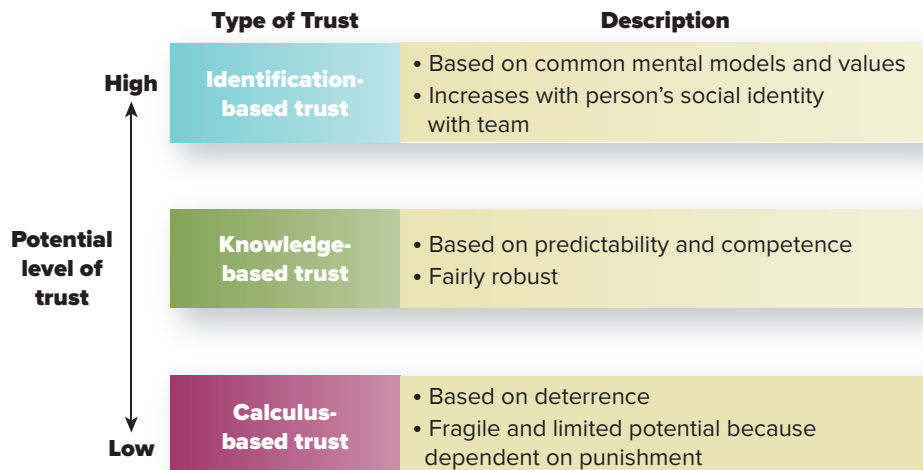 Type of Trust
Description
High
Identification-
based trust
• Based on common mental models and values
• Increases with person’s social identity
with team
Potential
level of
trust
Knowledge-
based trust
• Based on predictability and competence
• Fairly robust
Low
Calculus-
based trust
• Based on deterrence
• Fragile and limited potential because
dependent on punishment